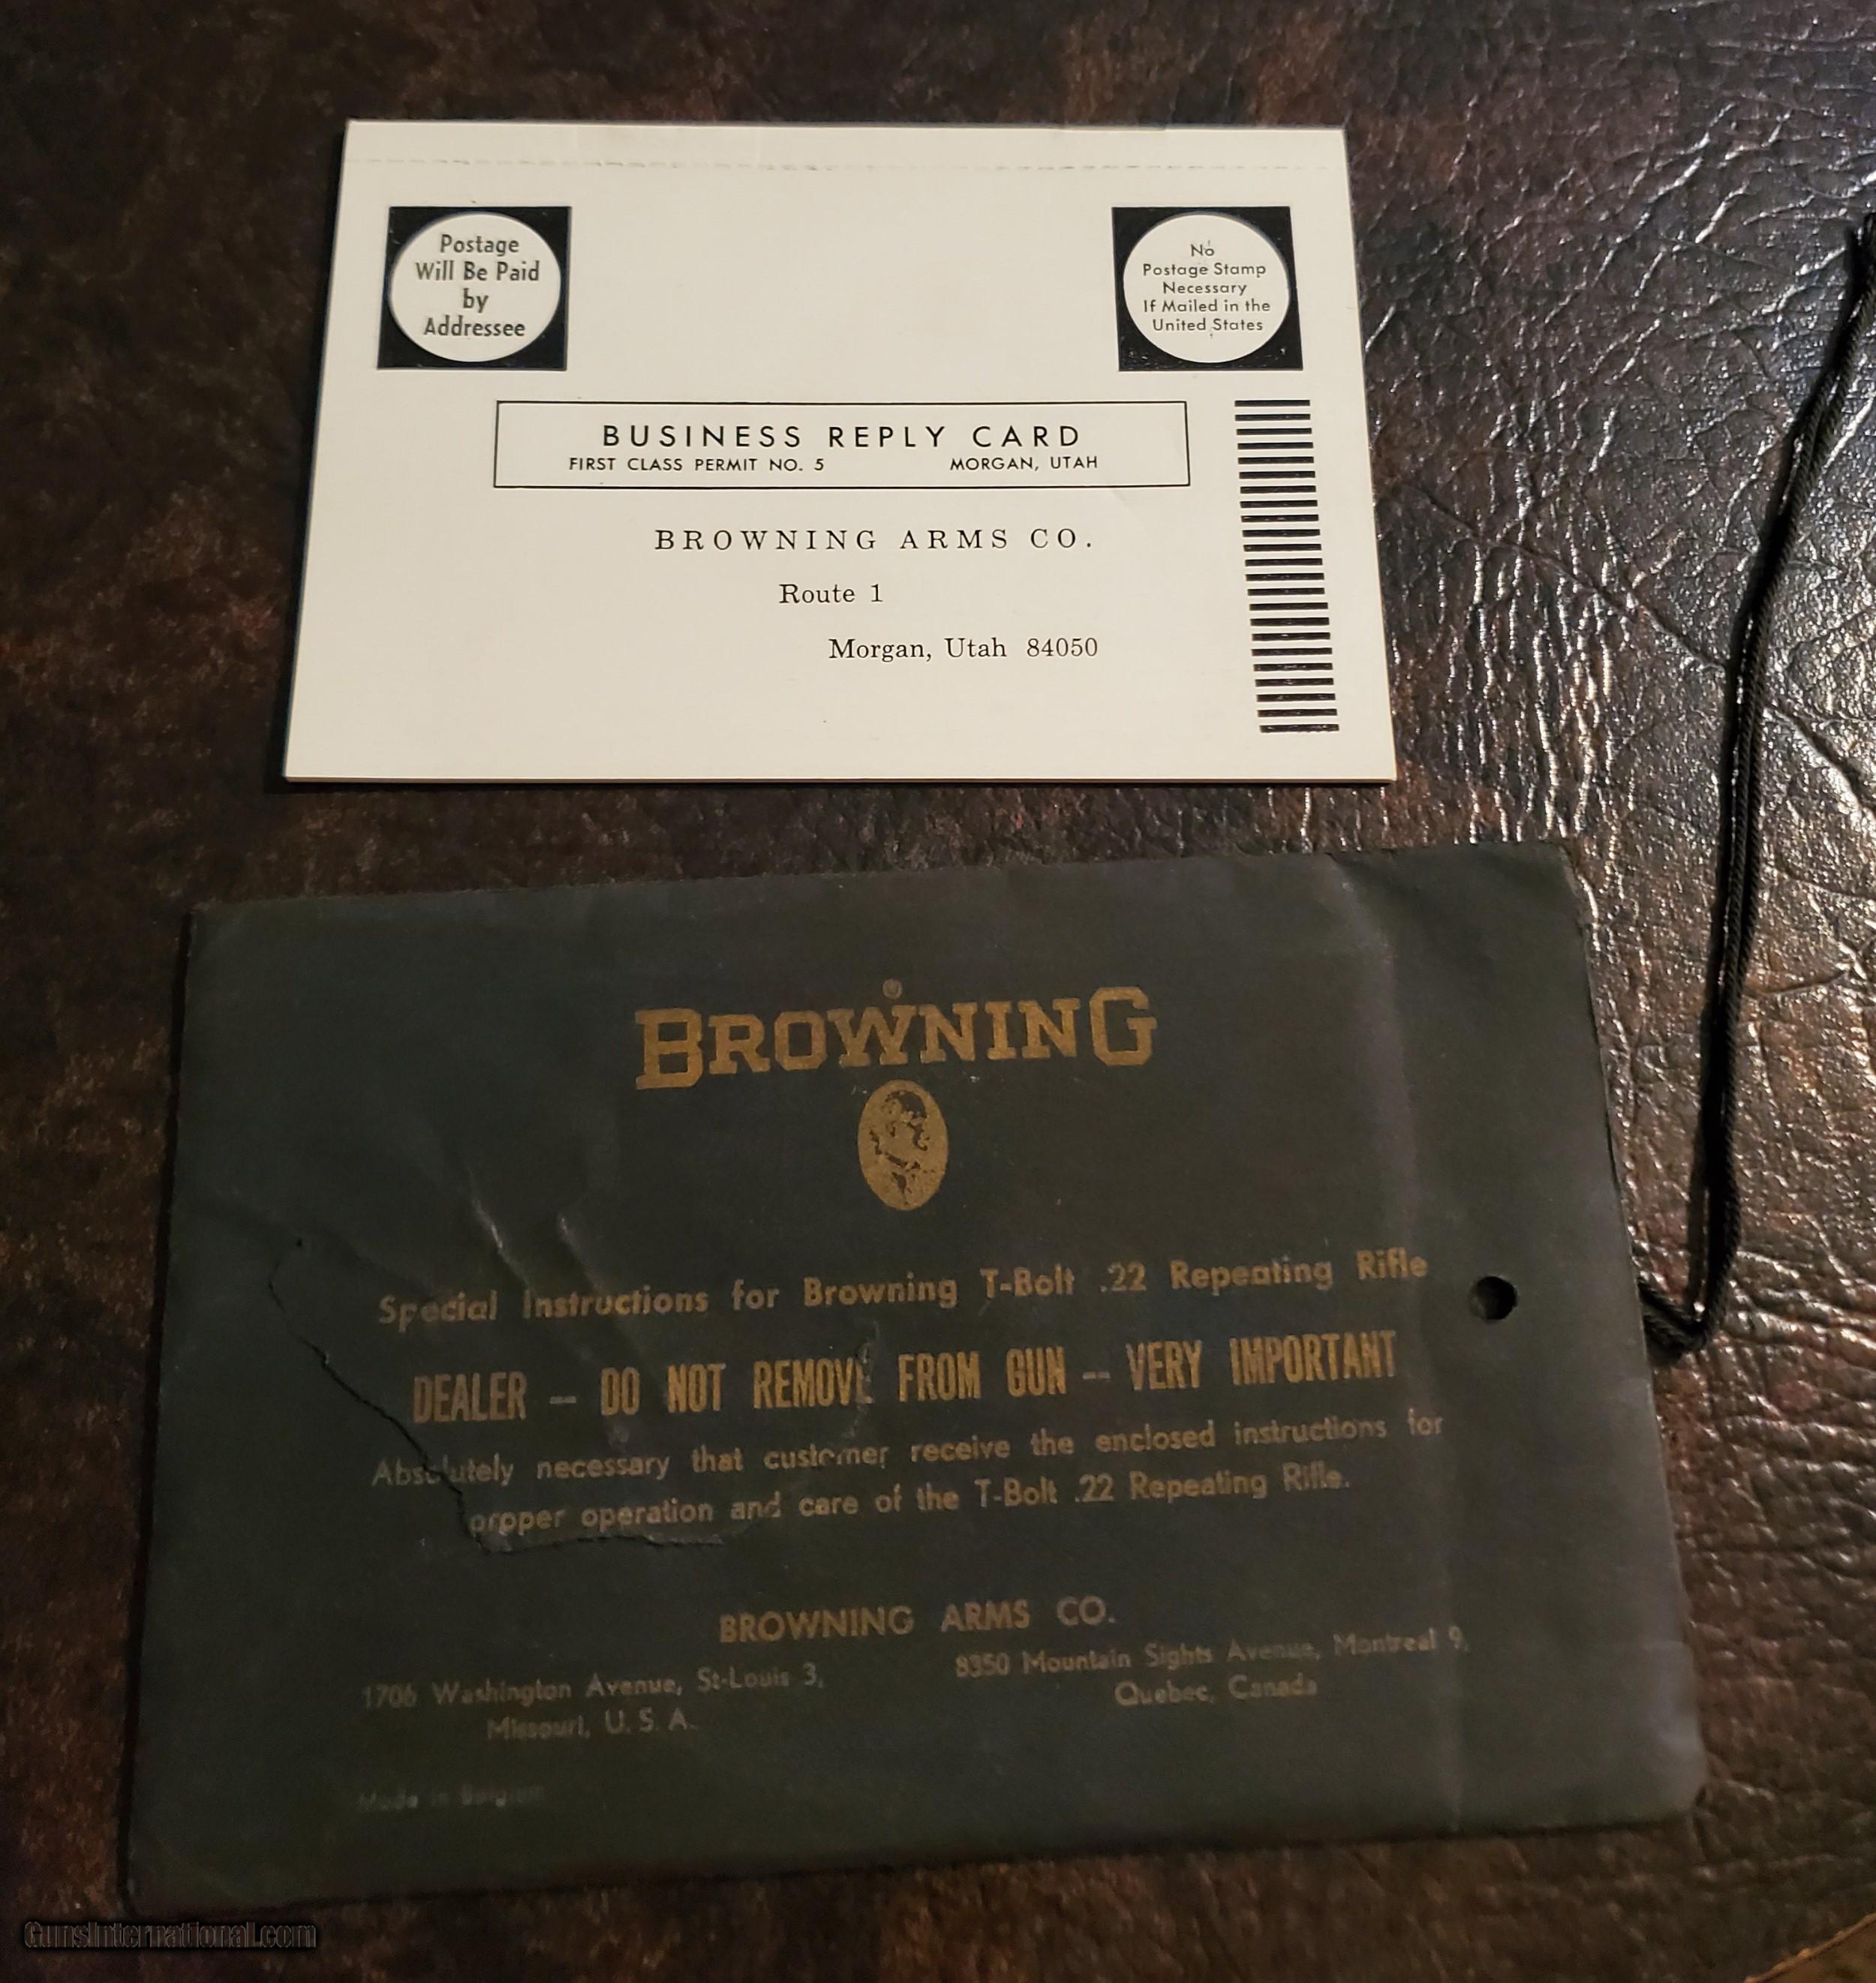 Postage
Will Be Paid
by
Addressee
No
Postage Stamp
Necessary
If Mailed in the
United States
BUSINESS REPLY CARD
FIRST CLASS PERMIT NO. 5 MORGAN, UTAH
BROWNING ARMS CO.
Route 1
Morgan, Utah 84050
BROWNING
Special Instructions for Browning T-Bolt .22 Repeating Rifle
DEALER -- DO NOT REMOVE FROM GUN -- VERY IMPORTANT
Absolutely necessary that customer receive the enclosed instructions for
proper operation and care of the T-Bolt .22 Repeating Rifle.
BROWNING ARMS CO.
1706 Washington Avenue, St-Louis 3,
Missouri, U. S. A.
8350 Mountain Sights Avenue, Montreal 9,
Quebec, Canada
Made in Belgium
GunsInternational.com